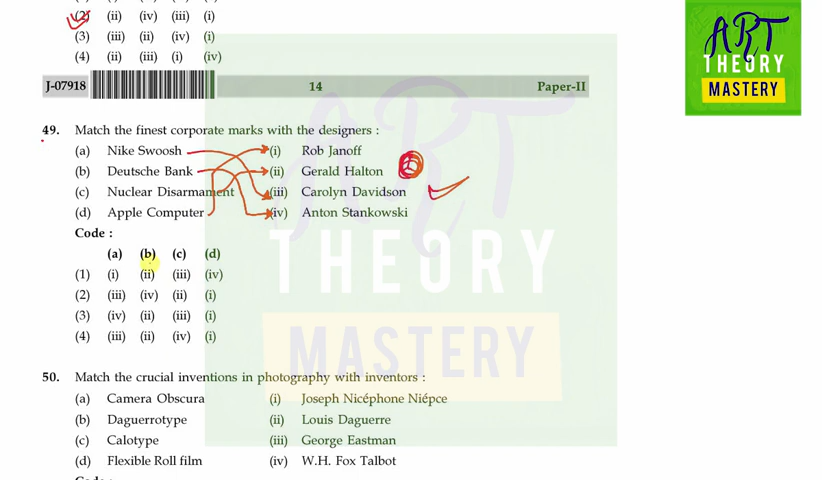 (2) (ii) (iv) (iii) (i)
(3) (iii) (ii) (iv) (i)
(4) (ii) (iii) (i) (iv)
J-07918 14 Paper-II
ART
THEORY
MASTERY
49. Match the finest corporate marks with the designers :
(a) Nike Swoosh (i) Rob Janoff
(b) Deutsche Bank (ii) Gerald Halton
(c) Nuclear Disarmament (iii) Carolyn Davidson
(d) Apple Computer (iv) Anton Stankowski
Code :
(a) (b) (c) (d)
(1) (i) (ii) (iii) (iv)
(2) (iii) (iv) (ii) (i)
(3) (iv) (ii) (iii) (i)
(4) (iii) (ii) (iv) (i)
ART
THEORY
MASTERY
50. Match the crucial inventions in photography with inventors :
(a) Camera Obscura (i) Joseph Nicéphone Niépce
(b) Daguerrotype (ii) Louis Daguerre
(c) Calotype (iii) George Eastman
(d) Flexible Roll film (iv) W.H. Fox Talbot